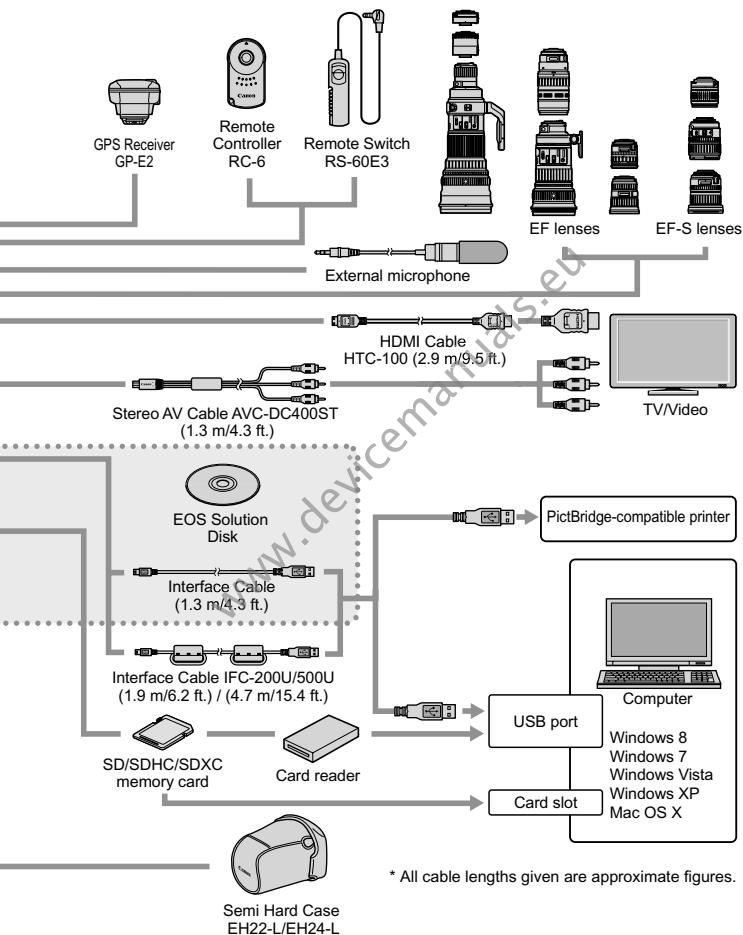 GPS Receiver
GP-E2
Canon
Remote
Controller
RC-6
Remote Switch
RS-60E3
EF lenses
EF-S lenses
External microphone
HDMI Cable
HTC-100 (2.9 m/9.5 ft.)
Stereo AV Cable AVC-DC400ST
(1.3 m/4.3 ft.)
TV/Video
EOS Solution
Disk
PictBridge-compatible printer
Interface Cable
(1.3 m/4.3 ft.)
Interface Cable IFC-200U/500U
(1.9 m/6.2 ft.) / (4.7 m/15.4 ft.)
Computer
USB port
Windows 8
Windows 7
Windows Vista
Windows XP
Mac OS X
SD/SDHC/SDXC
memory card
Card reader
Card slot
Canon
Semi Hard Case
EH22-L/EH24-L
* All cable lengths given are approximate figures.
www.devicemanuals.eu